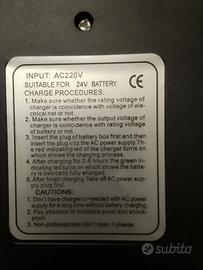 INPUT: AC220V
SUITABLE FOR 24V BATTERY
CHARGE PROCEDURES:
CE
1. Make sure whether the rating voltage of
charger is coincidence with voltage of el-
ectrical net or not.
2. Make sure whether the output voltage of
charger is coincidence with rating voltage
of battery or not.
3. Insert the plug of battery box first and then
insert the plug into the AC power supply. Th-
e red indicating led of the charger turns on
which shows the charging process.
4. After charging for 2-8 hours the green in-
dicating led turns on which shows the batt-
ery is basically fully charged.
5. After finish charging Take off AC power sup-
ply plug first.
CAUTIONS:
1. Don't have charger connected with AC power
supply for a long time without battery charging.
2. Pay attention to moisture proof and shock-
proof.
3. Non-professionals don't open it please.
subito